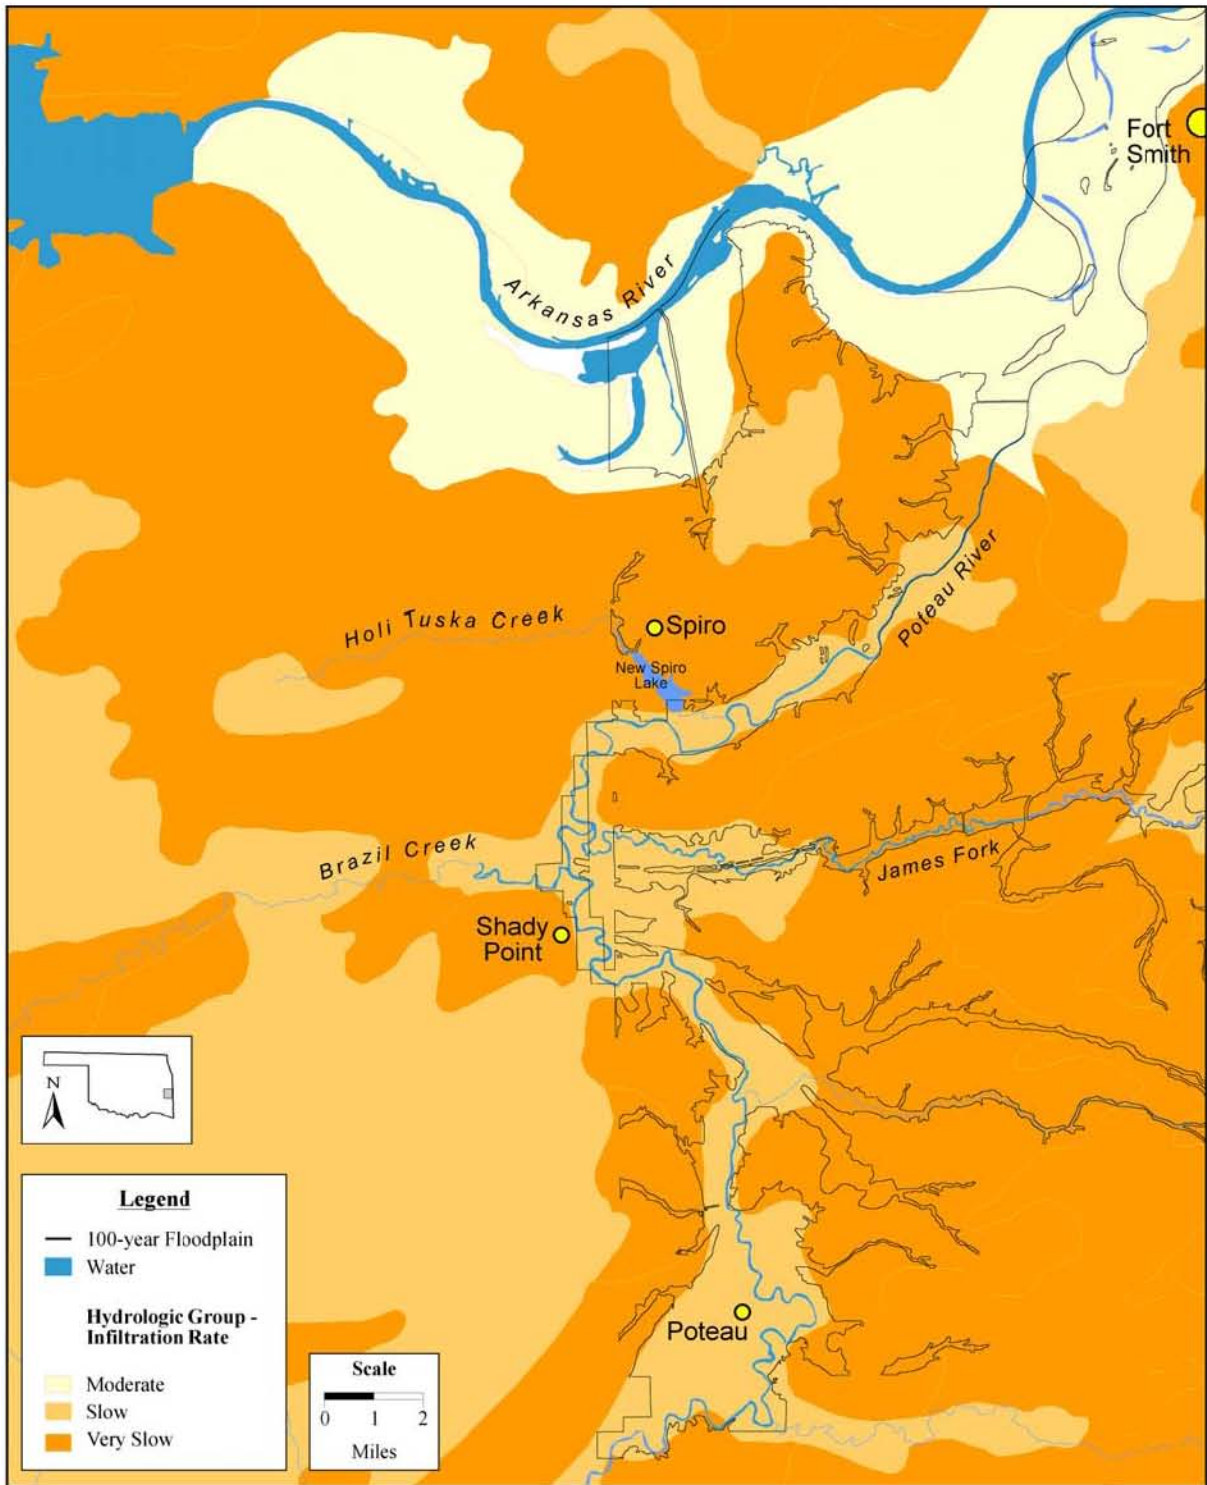 Fort
Smith
Arkansas River
Poteau River
Holi Tuska Creek
Spiro
New Spiro
Lake
Brazil Creek
James Fork
Shady
Point
N
Legend
100-year Floodplain
Water
Hydrologic Group -
Infiltration Rate
Moderate
Slow
Very Slow
Scale
0 1 2
Miles
Poteau